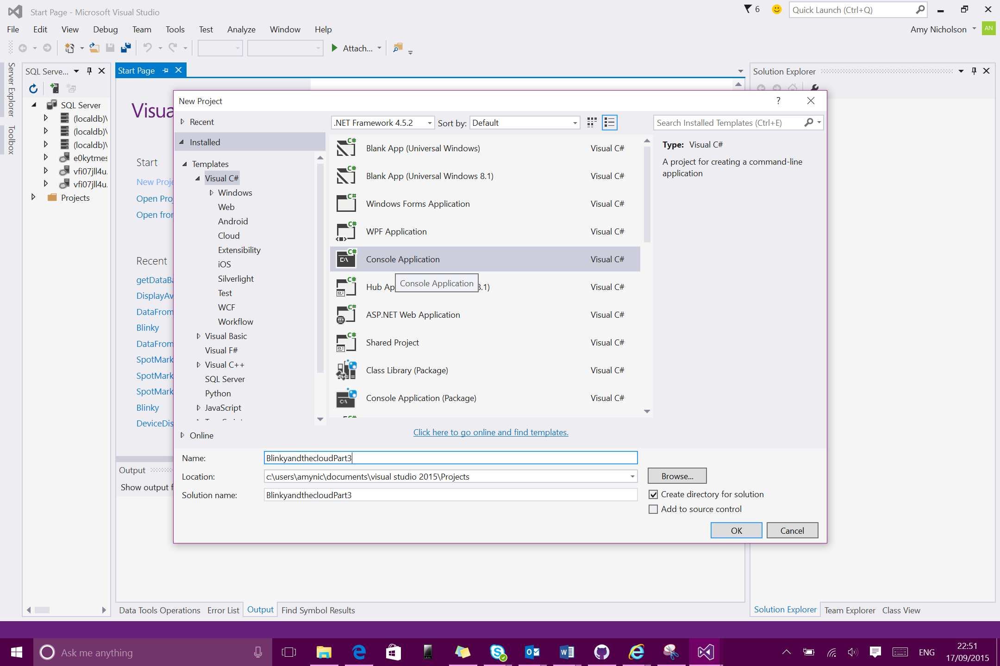 Start Page - Microsoft Visual Studio
6
Quick Launch (Ctrl+Q)
File Edit View Debug Team Tools Test Analyze Window Help
Amy Nicholson
AN
Attach...
Server Explorer
Toolbox
SQL Serve...
SQL Server
(localdb)\
(localdb)\
(localdb)\
e0kytmes
vfi07jll4u.
vfi07jll4u.
Projects
Start Page
Visua
Start
New Proje
Open Proj
Open fror
Recent
getDataBa
DisplayAv
DataFrom
Blinky
DataFrom
SpotMark
SpotMark
SpotMark
Blinky
DeviceDis
Output
Show output f
Solution Explorer
New Project
?
Recent
Installed
Templates
Visual C#
Windows
Web
Android
Cloud
Extensibility
iOS
Silverlight
Test
WCF
Workflow
Visual Basic
Visual F#
Visual C++
SQL Server
Python
JavaScript
Online
.NET Framework 4.5.2
Sort by: Default
Search Installed Templates (Ctrl+E)
Blank App (Universal Windows) Visual C#
Blank App (Universal Windows 8.1) Visual C#
Windows Forms Application Visual C#
WPF Application Visual C#
Console Application Visual C#
Console Application
Hub Ap 8.1) Visual C#
ASP.NET Web Application Visual C#
Shared Project Visual C#
Class Library (Package) Visual C#
Console Application (Package) Visual C#
Click here to go online and find templates.
Type: Visual C#
A project for creating a command-line
application
Name: BlinkyandthecloudPart3
Location: c:\users\amynic\documents\visual studio 2015\Projects
Browse...
Solution name: BlinkyandthecloudPart3
Create directory for solution
Add to source control
OK Cancel
Data Tools Operations Error List Output Find Symbol Results
Solution Explorer Team Explorer Class View
Ask me anything
ENG
22:51
17/09/2015